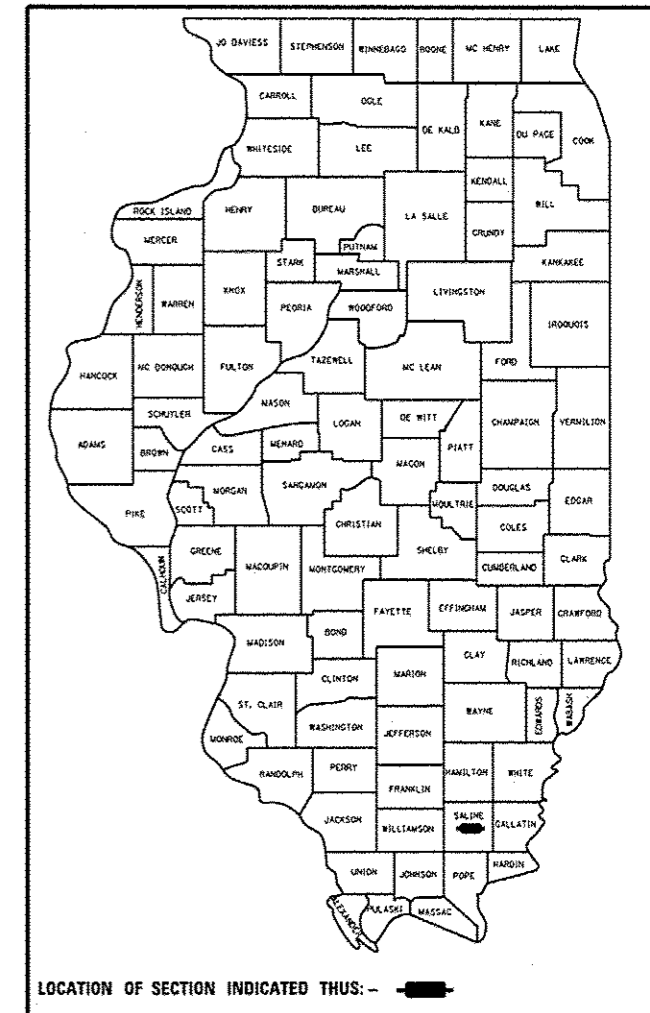 JO DAVIESS STEPHENSON WINNEBAGO BOONE MC HENRY LAKE
CARROLL OGLE DE KALB KANE DU PAGE COOK
WHITESIDE LEE KENDALL WILL
ROCK ISLAND HENRY BUREAU LA SALLE GRUNDY
MERCER PUTNAM KANKAKEE
STARK MARSHALL
HENDERSON WARREN KNOX PEORIA WOODFORD LIVINGSTON IROQUOIS
HANCOCK MC DONOUGH FULTON TAZEWELL MC LEAN FORD
SCHUYLER MASON LOGAN DE WITT CHAMPAIGN VERMILION
ADAMS BROWN CASS MENARD PIATT
MACON
PIKE SCOTT MORGAN SANGAMON CHRISTIAN MOULTRIE DOUGLAS EDGAR
COLES
CALHOUN GREENE MACOUPIN MONTGOMERY SHELBY CUMBERLAND CLARK
JERSEY FAYETTE EFFINGHAM JASPER CRAWFORD
MADISON BOND
CLAY RICHLAND LAWRENCE
CLINTON MARION
ST. CLAIR WAYNE EDWARDS WABASH
MONROE WASHINGTON JEFFERSON
RANDOLPH PERRY HAMILTON WHITE
FRANKLIN
JACKSON WILLIAMSON SALINE GALLATIN
UNION JOHNSON POPE HARDIN
ALEXANDER PULASKI MASSAC
LOCATION OF SECTION INDICATED THUS: -